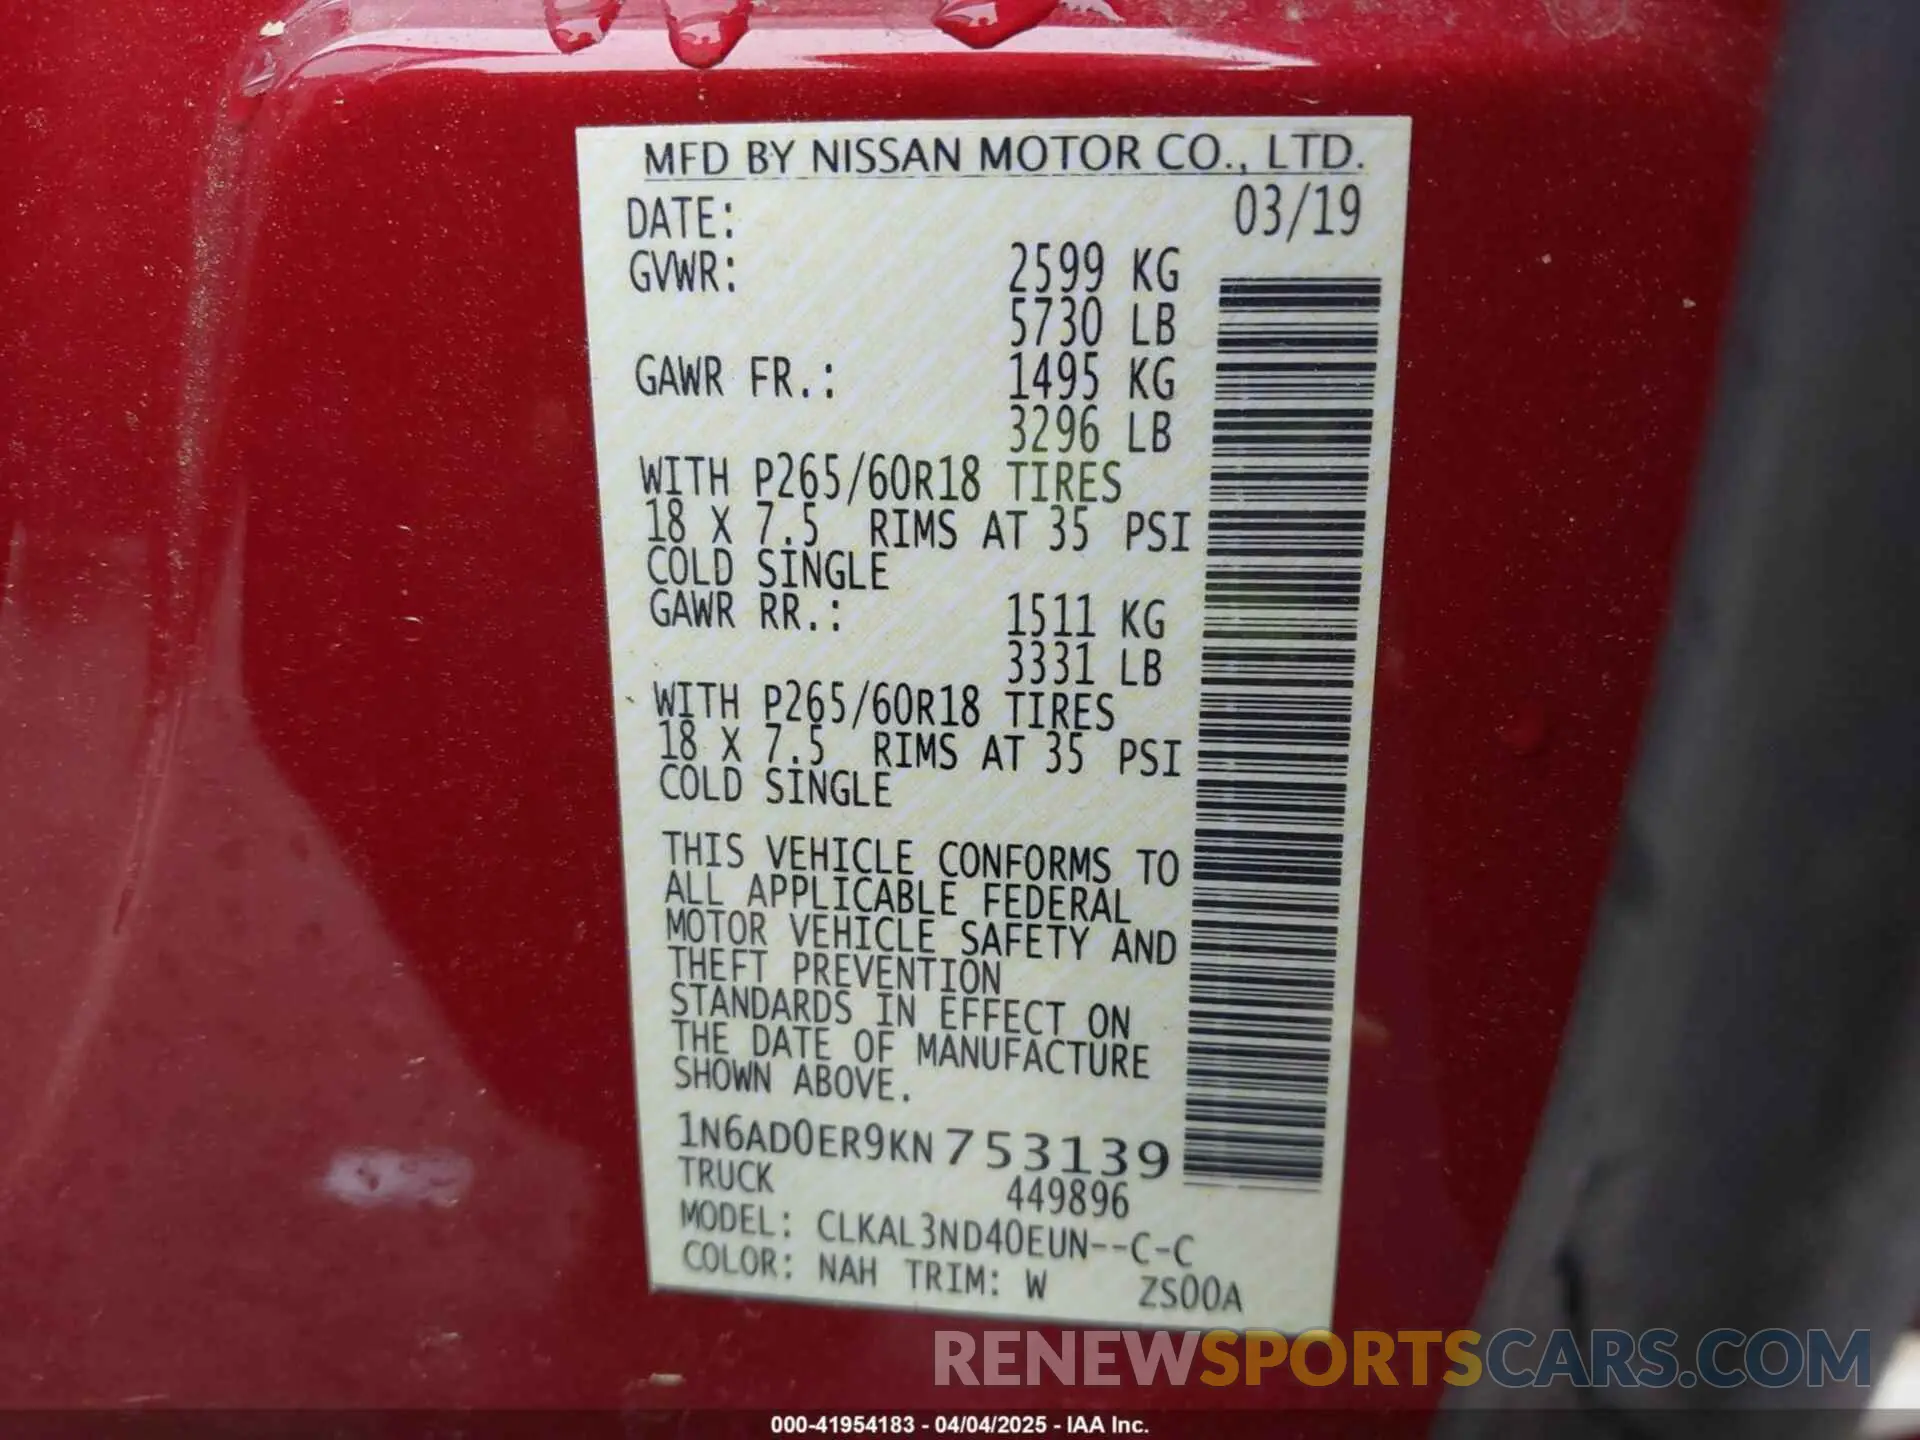 MFD BY NISSAN MOTOR CO., LTD.
DATE: 03/19
GVWR: 2599 KG
5730 LB
GAWR FR.: 1495 KG
3296 LB
WITH P265/60R18 TIRES
18 X 7.5 RIMS AT 35 PSI
COLD SINGLE
GAWR RR.: 1511 KG
3331 LB
WITH P265/60R18 TIRES
18 X 7.5 RIMS AT 35 PSI
COLD SINGLE
THIS VEHICLE CONFORMS TO
ALL APPLICABLE FEDERAL
MOTOR VEHICLE SAFETY AND
THEFT PREVENTION
STANDARDS IN EFFECT ON
THE DATE OF MANUFACTURE
SHOWN ABOVE.
1N6AD0ER9KN753139
TRUCK 449896
MODEL: CLKAL3ND40EUN--C-C
COLOR: NAH TRIM: W ZS00A
RENEWSPORTSCARS.COM
000-41954183 - 04/04/2025 - IAA Inc.